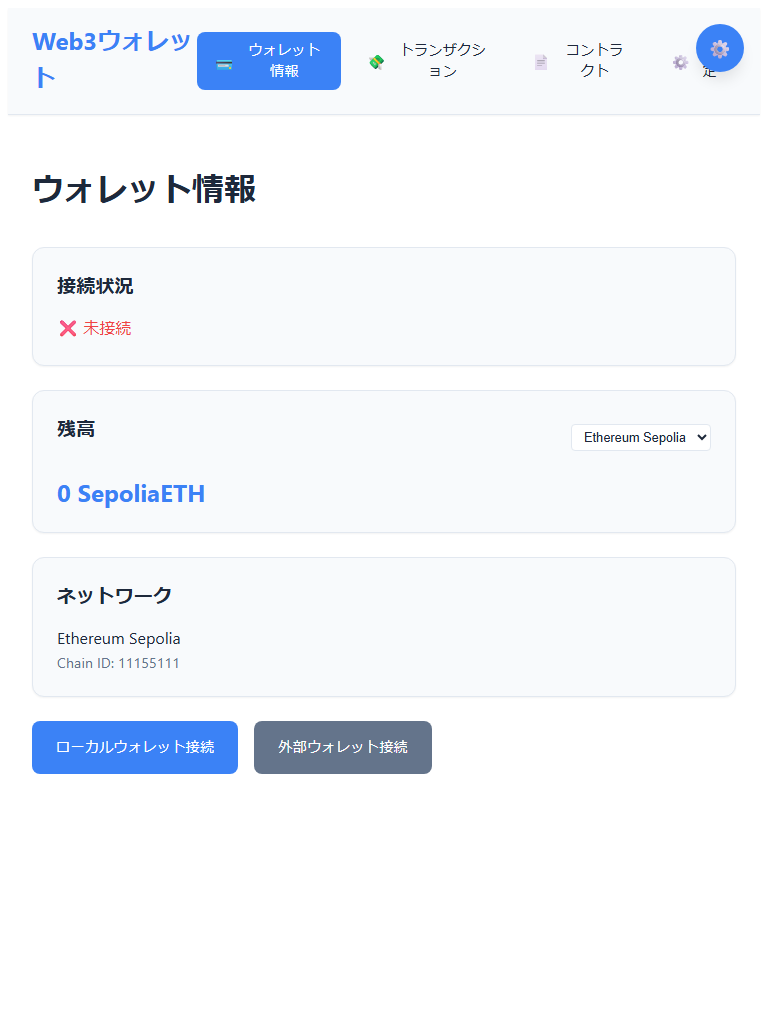 Web3ウォレッ
ト
ウォレット
情報
トランザクシ
ョン
コントラ
クト
定
ウォレット情報
接続状況
❌ 未接続
残高
Ethereum Sepolia
0 SepoliaETH
ネットワーク
Ethereum Sepolia
Chain ID: 11155111
ローカルウォレット接続
外部ウォレット接続